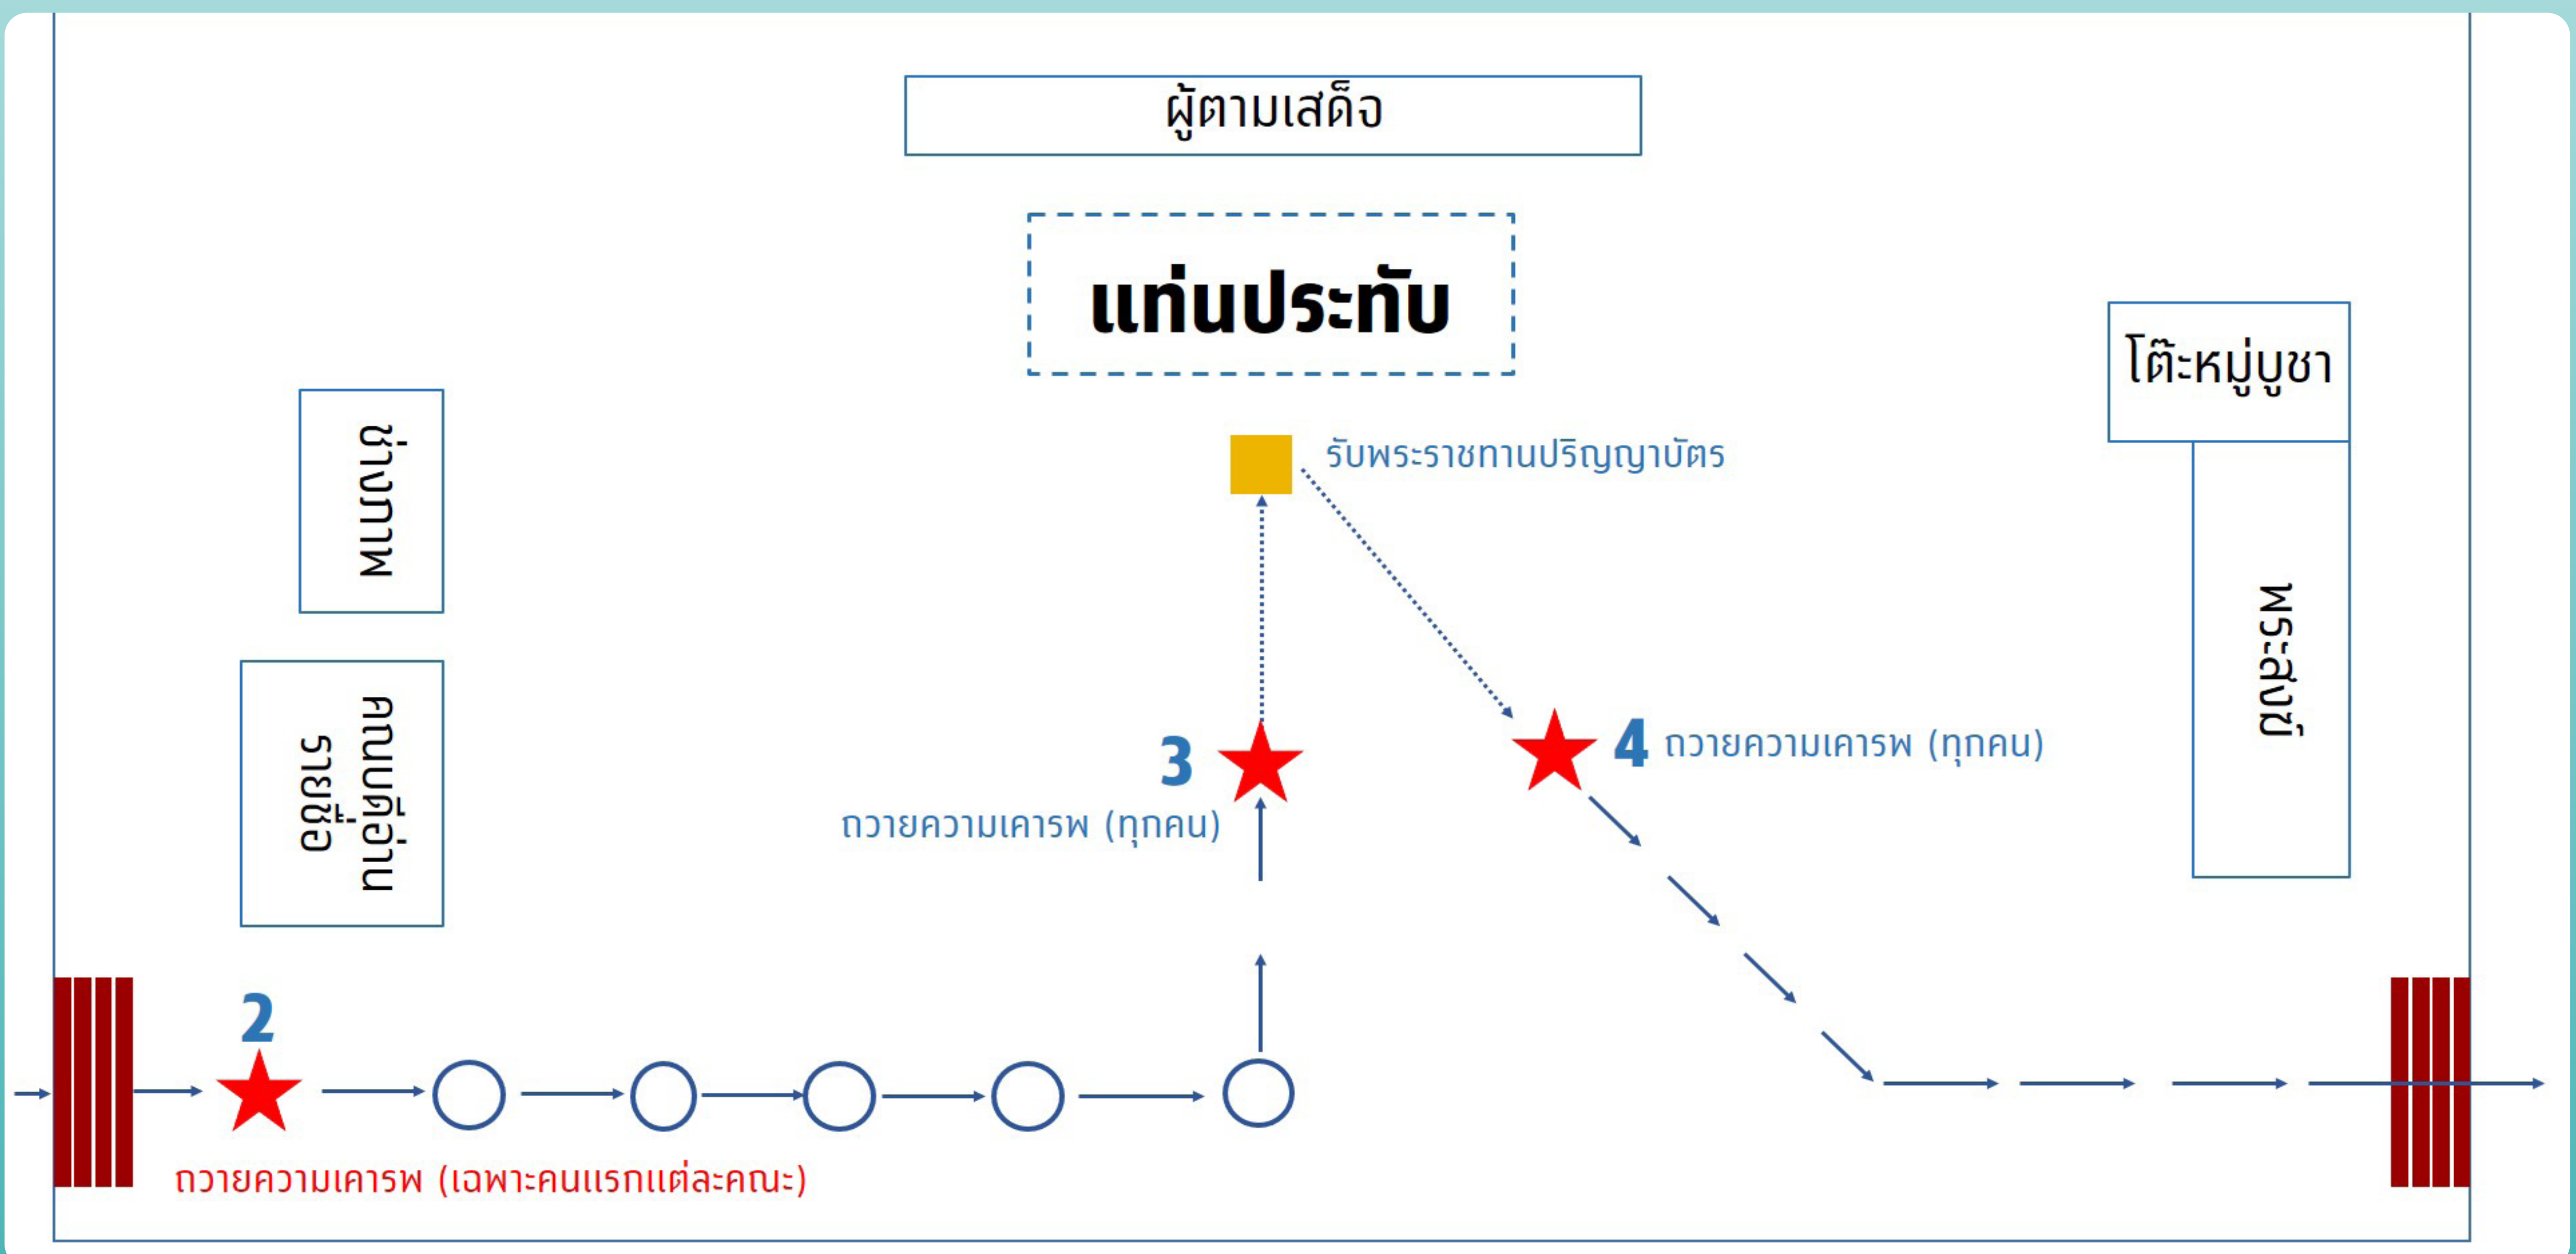 ผู้ตามเสด็จ
แท่นประทับ
โต๊ะหมู่บูชา
ช่างภาพ
รับพระราชทานปริญญาบัตร
พระสงฆ์
คณบดีอ่าน
รายชื่อ
3
ถวายความเคารพ (ทุกคน)
4 ถวายความเคารพ (ทุกคน)
2
ถวายความเคารพ (เฉพาะคนแรกแต่ละคณะ)